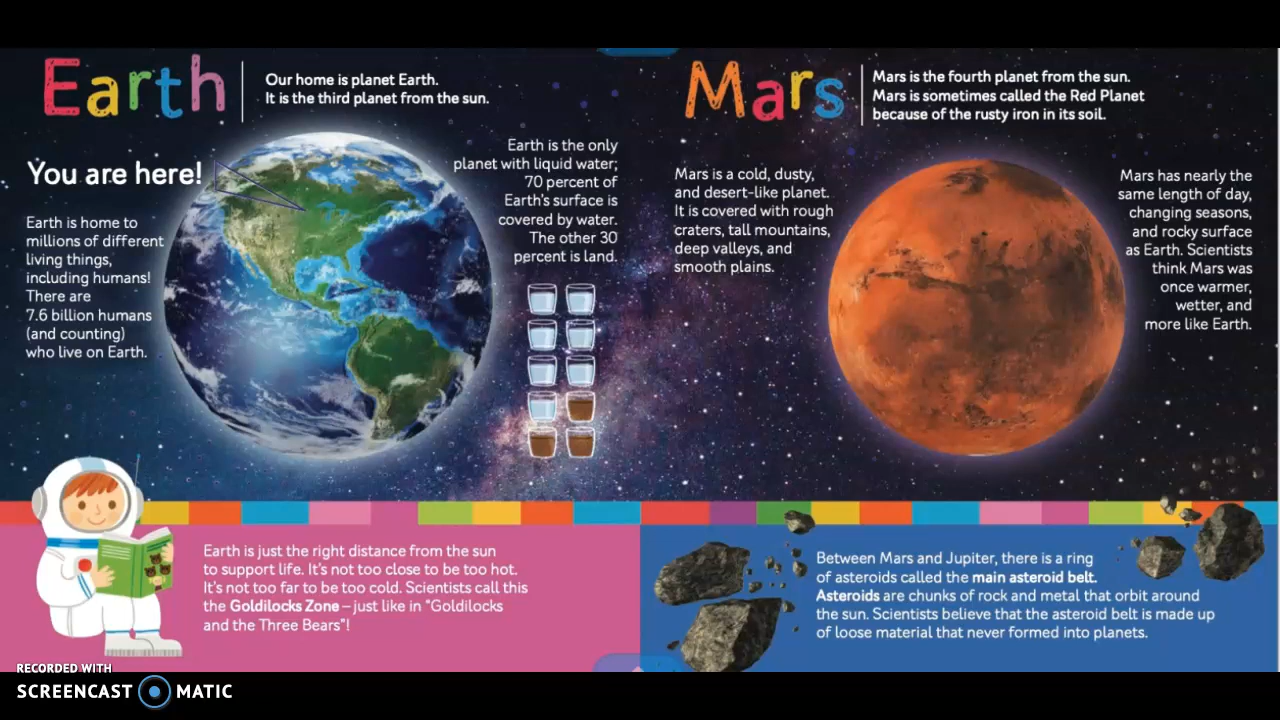 Earth
Our home is planet Earth.
It is the third planet from the sun.
You are here!
Earth is home to
millions of different
living things,
including humans!
There are
7.6 billion humans
(and counting)
who live on Earth.
Earth is the only
planet with liquid water;
70 percent of
Earth's surface is
covered by water.
The other 30
percent is land.
Earth is just the right distance from the sun
to support life. It's not too close to be too hot.
It's not too far to be too cold. Scientists call this
the Goldilocks Zone – just like in "Goldilocks
and the Three Bears"!
Mars
Mars is the fourth planet from the sun.
Mars is sometimes called the Red Planet
because of the rusty iron in its soil.
Mars is a cold, dusty,
and desert-like planet.
It is covered with rough
craters, tall mountains,
deep valleys, and
smooth plains.
Mars has nearly the
same length of day,
changing seasons,
and rocky surface
as Earth. Scientists
think Mars was
once warmer,
wetter, and
more like Earth.
Between Mars and Jupiter, there is a ring
of asteroids called the main asteroid belt.
Asteroids are chunks of rock and metal that orbit around
the sun. Scientists believe that the asteroid belt is made up
of loose material that never formed into planets.
RECORDED WITH
SCREENCAST MATIC